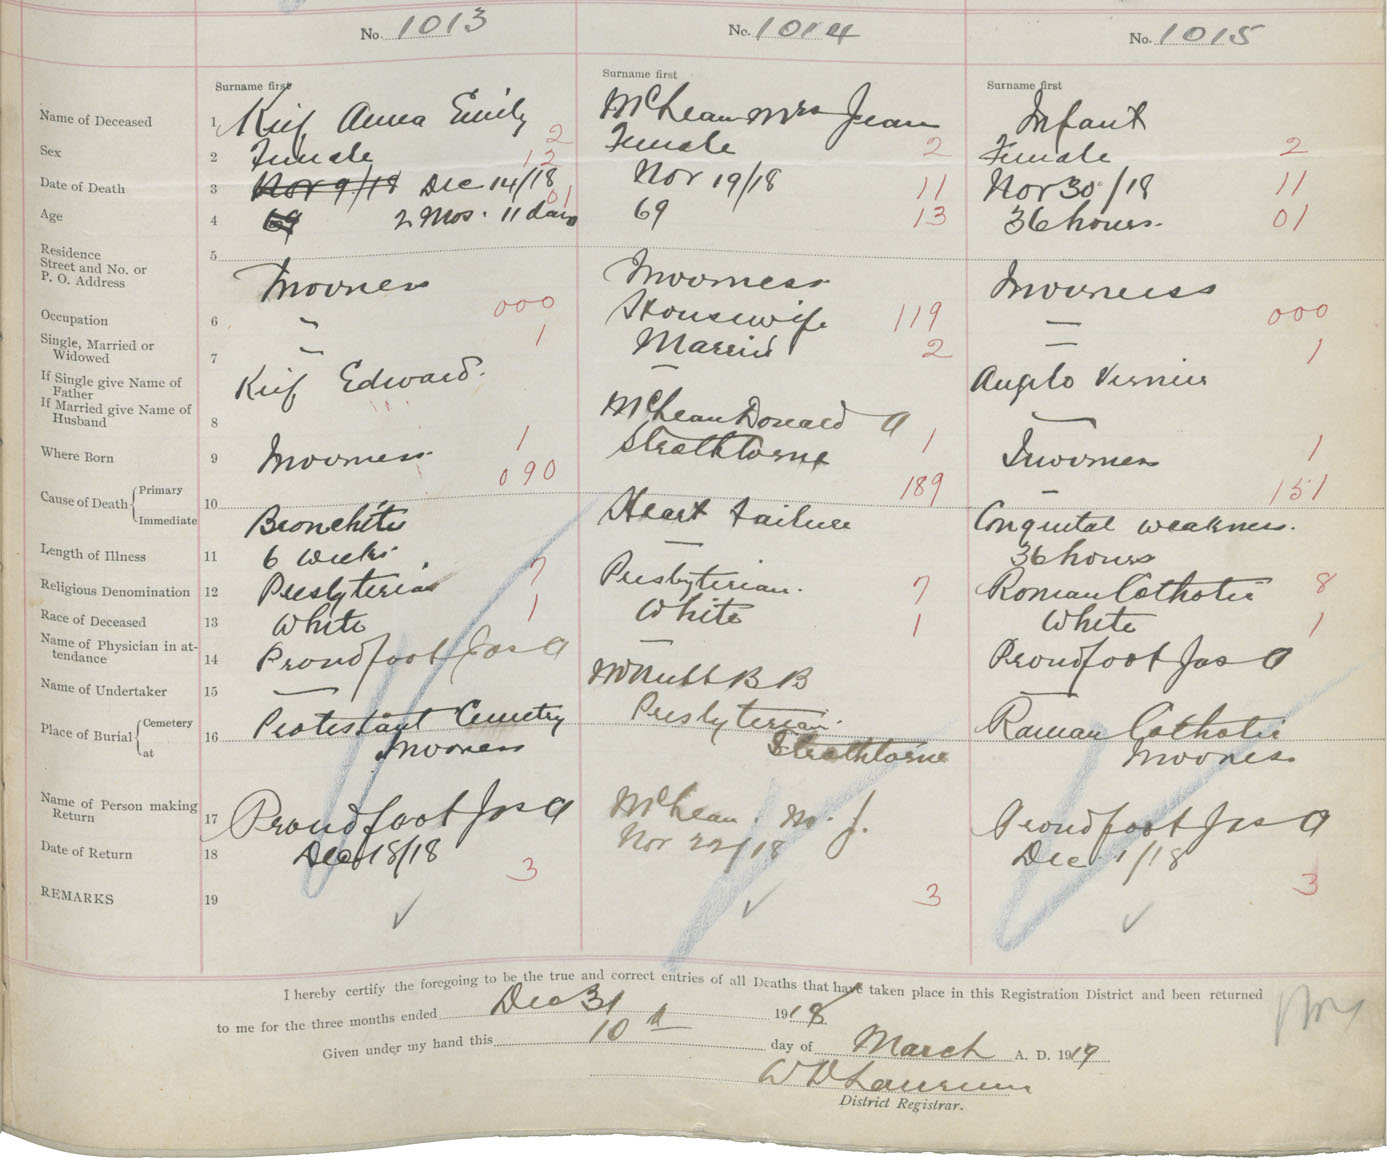 No. 1013
No. 1014
No. 1015
Surname first
Surname first
Surname first
Name of Deceased
1
Anna Emily
McLean Mrs Jean
Infant
Sex
2
Female
2
Female
2
Female
2
Date of Death
3
Nov 9/18 Dec 14/18
12
Nov 19/18
11
Nov 30/18
11
Age
4
69 2 Mos. 11 days
01
69
13
36 hours.
01
Residence
Street and No. or
P. O. Address
5
Inverness
Inverness
Inverness
Occupation
6
"
000
Housewife
119
—
000
Single, Married or
Widowed
7
"
1
Married
2
—
1
If Single give Name of
Father
Edward.
—
Angelo
If Married give Name of
Husband
8
McLean Donald A
—
Where Born
9
Inverness
1
Strathlorne
1
Inverness
1
Cause of Death { Primary
Immediate
10
090
Bronchitis
189
Heart Failure
—
151
Congenital weakness.
Length of Illness
11
6 weeks
—
36 hours
Religious Denomination
12
Presbyterian
7
Presbyterian.
7
Roman Catholic
8
Race of Deceased
13
White
1
White
1
White
1
Name of Physician in at-
tendance
14
Proudfoot Jas A
—
Proudfoot Jas A
Name of Undertaker
15
—
B B
—
Place of Burial { Cemetery
at
16
Protestant Cemetry
Inverness
Presbyterian.
Strathlorne
Roman Catholic
Inverness
Name of Person making
Return
17
Proudfoot Jas A
McLean. M. J.
Proudfoot Jas A
Date of Return
18
Dec 18/18
Nov 22/18
Dec 1/18
3
3
3
REMARKS
19
✓
✓
✓
I hereby certify the foregoing to be the true and correct entries of all Deaths that have taken place in this Registration District and been returned
to me for the three months ended Dec 31 1918
Given under my hand this 10th day of March A. D. 1919
W D
District Registrar.